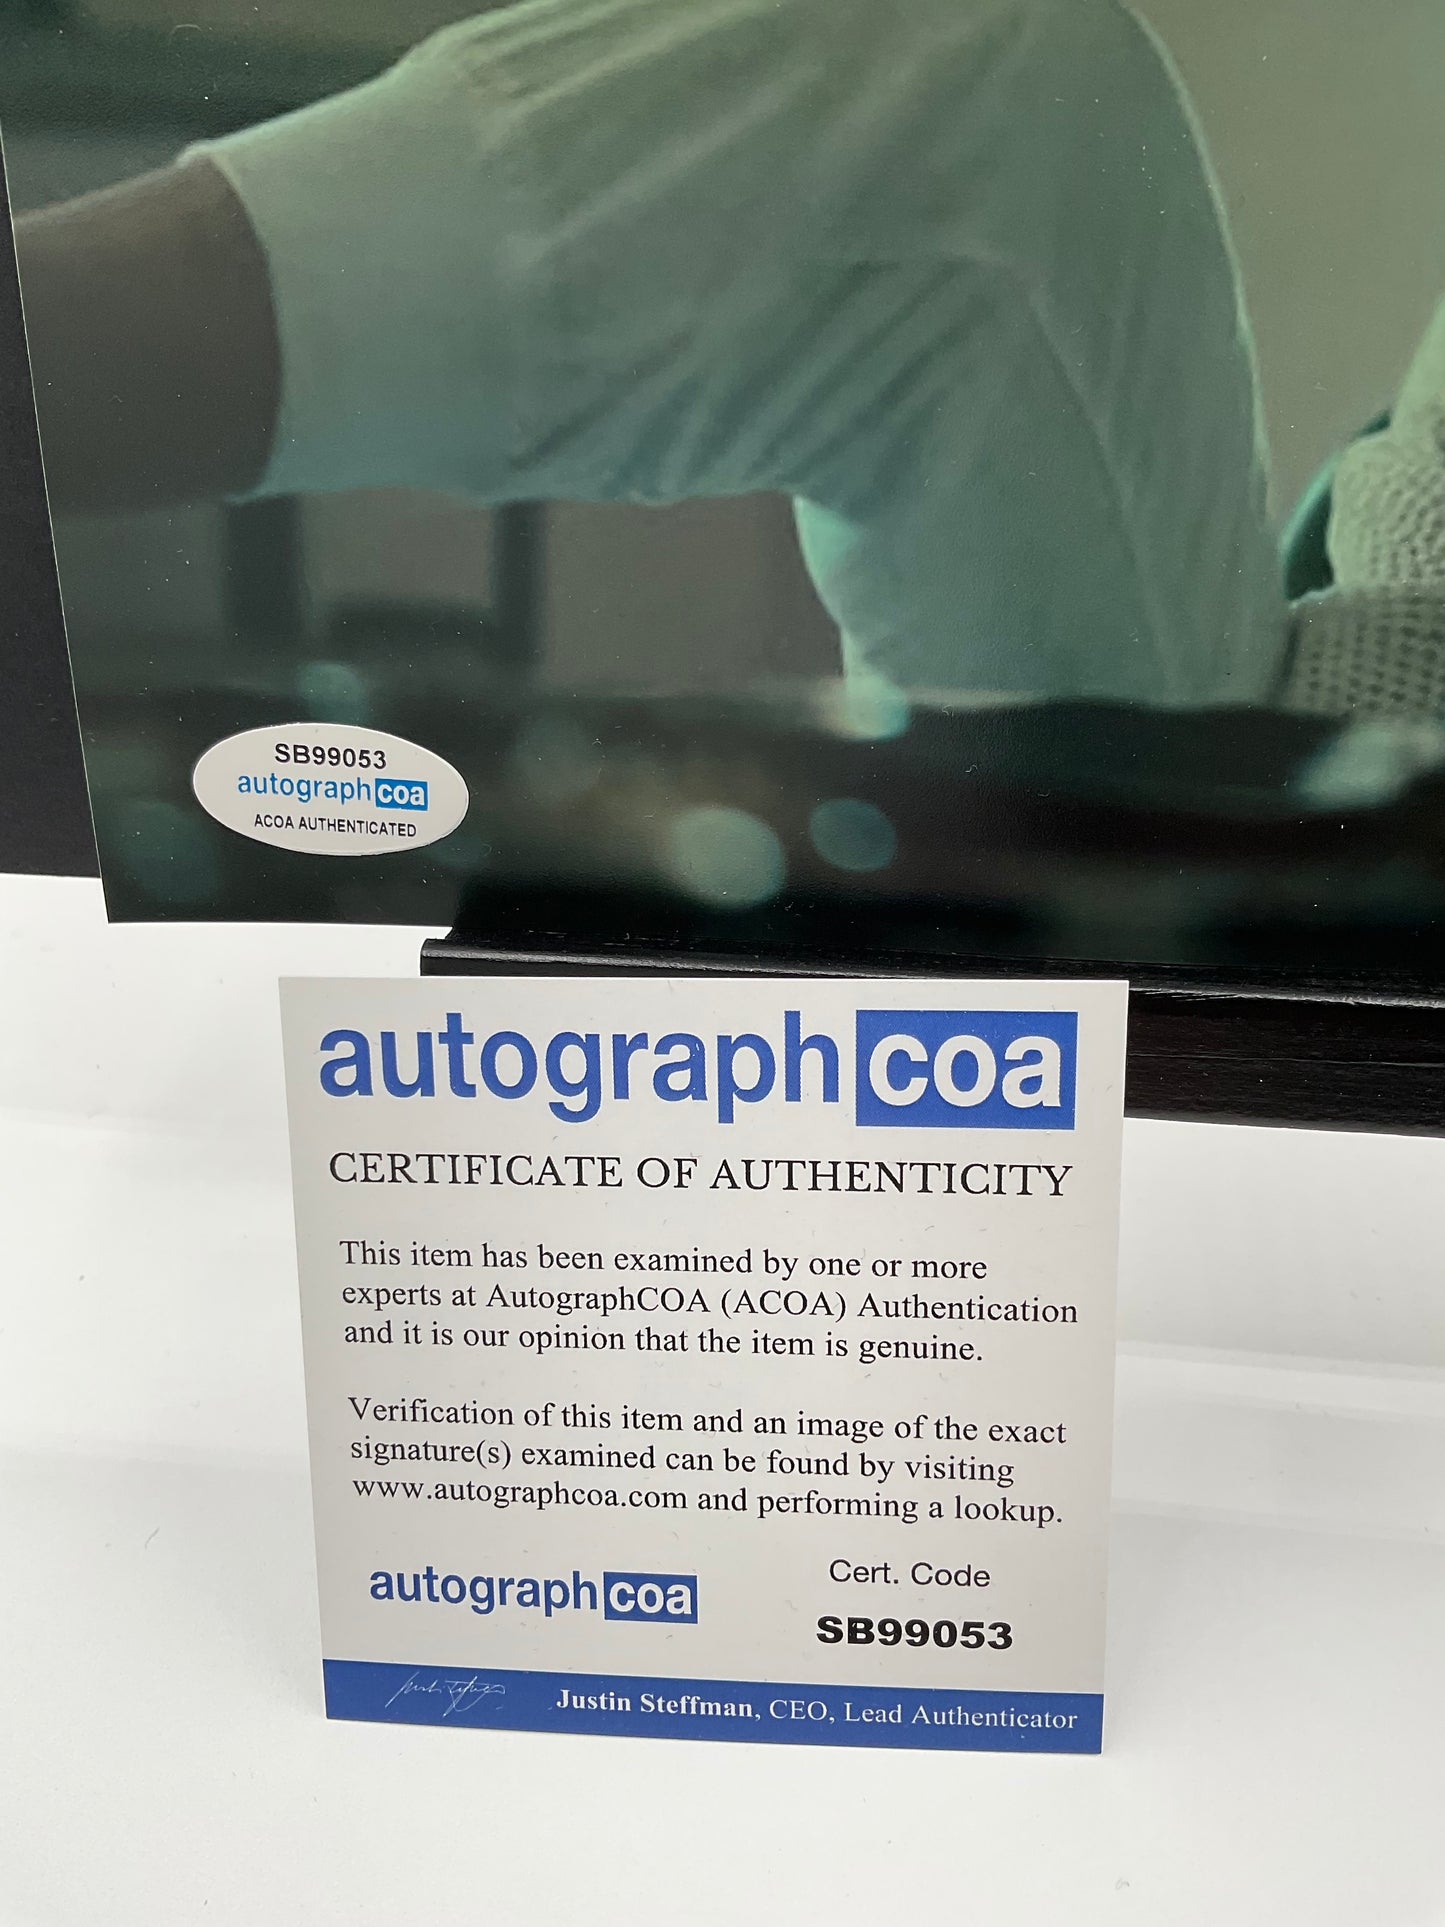 SB99053
autographcoa
ACOA AUTHENTICATED
autographcoa
CERTIFICATE OF AUTHENTICITY
This item has been examined by one or more
experts at AutographCOA (ACOA) Authentication
and it is our opinion that the item is genuine.
Verification of this item and an image of the exact
signature(s) examined can be found by visiting
www.autographcoa.com and performing a lookup.
autographcoa
Cert. Code
SB99053
Justin Steffman, CEO, Lead Authenticator